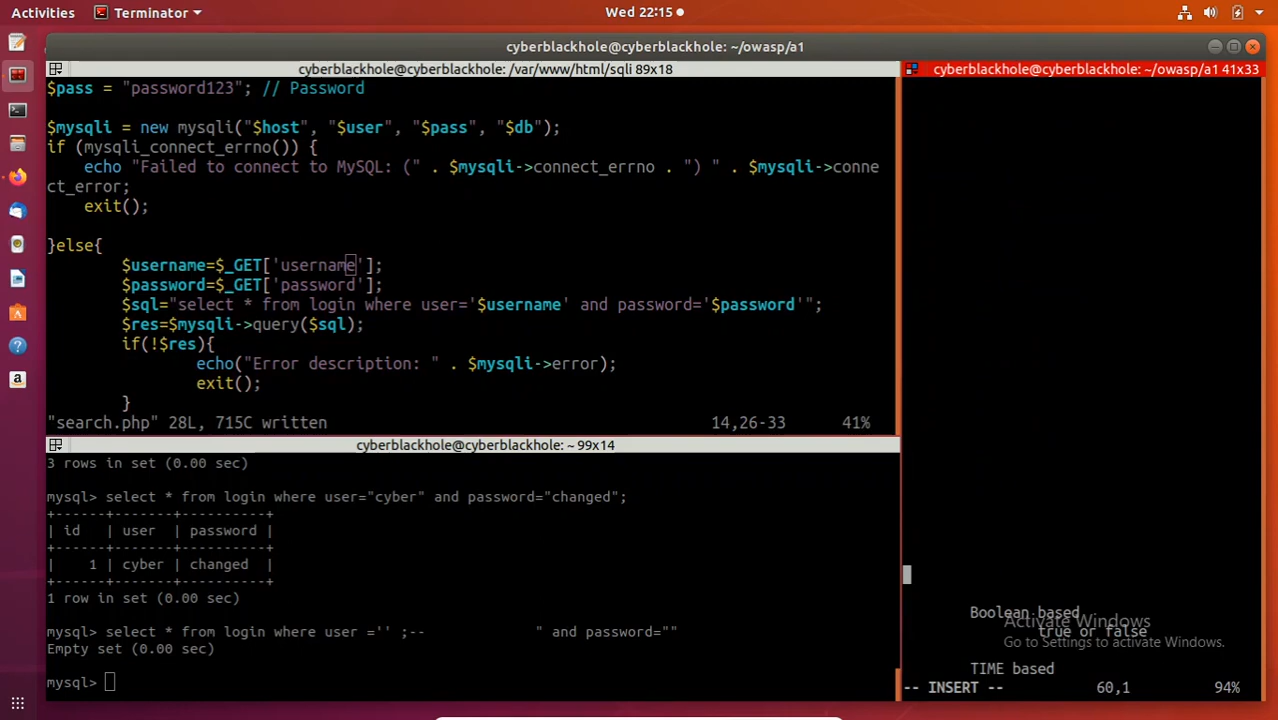 Activities Terminator Wed 22:15
cyberblackhole@cyberblackhole: ~/owasp/a1
cyberblackhole@cyberblackhole: /var/www/html/sqli 89x18
$pass = "password123"; // Password
$mysqli = new mysqli("$host", "$user", "$pass", "$db");
if (mysqli_connect_errno()) {
echo "Failed to connect to MySQL: (" . $mysqli->connect_errno . ") " . $mysqli->conne
ct_error;
exit();
}else{
$username=$_GET['username'];
$password=$_GET['password'];
$sql="select * from login where user='$username' and password='$password'";
$res=$mysqli->query($sql);
if(!$res){
echo("Error description: " . $mysqli->error);
exit();
}
"search.php" 28L, 715C written 14,26-33 41%
cyberblackhole@cyberblackhole: ~ 99x14
3 rows in set (0.00 sec)
mysql> select * from login where user="cyber" and password="changed";
+------+-------+----------+
| id | user | password |
+------+-------+----------+
| 1 | cyber | changed |
+------+-------+----------+
1 row in set (0.00 sec)
mysql> select * from login where user ='' ;-- " and password=""
Empty set (0.00 sec)
mysql>
cyberblackhole@cyberblackhole: ~/owasp/a1 41x33
Boolean based
true or false
TIME based
-- INSERT -- 60,1 94%
Activate Windows
Go to Settings to activate Windows.